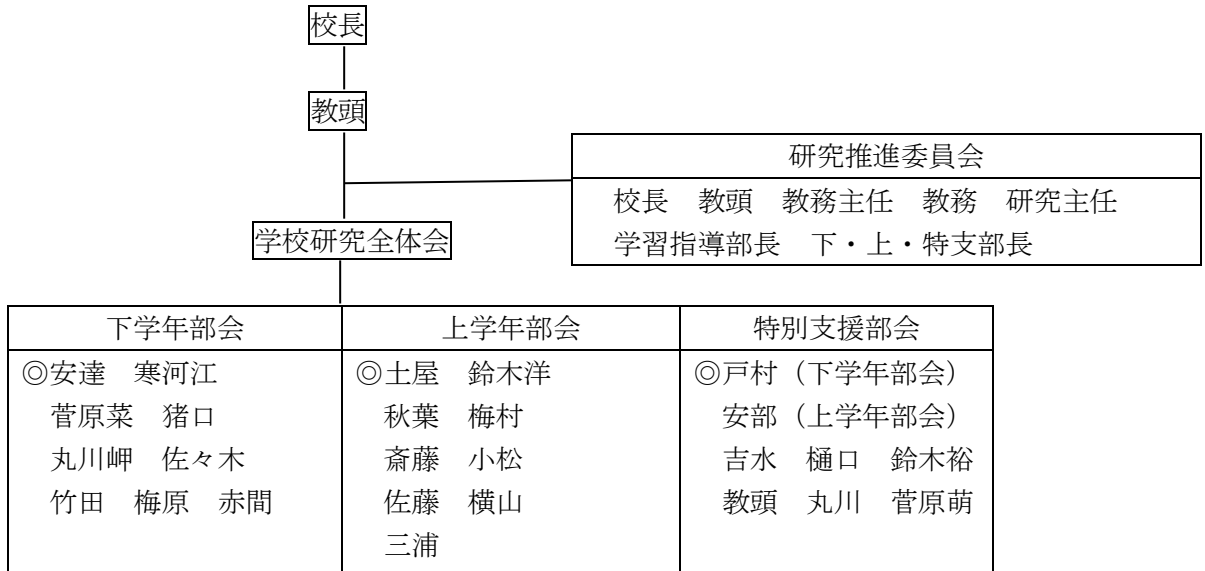 校長
教頭
研究推進委員会
校長　教頭　教務主任　教務　研究主任
学習指導部長　下・上・特支部長
学校研究全体会
下学年部会
◎安達　寒河江
菅原菜　猪口
丸川岬　佐々木
竹田　梅原　赤間
上学年部会
◎土屋　鈴木洋
秋葉　梅村
斎藤　小松
佐藤　横山
三浦
特別支援部会
◎戸村（下学年部会）
安部（上学年部会）
吉水　樋口　鈴木裕
教頭　丸川　菅原萌